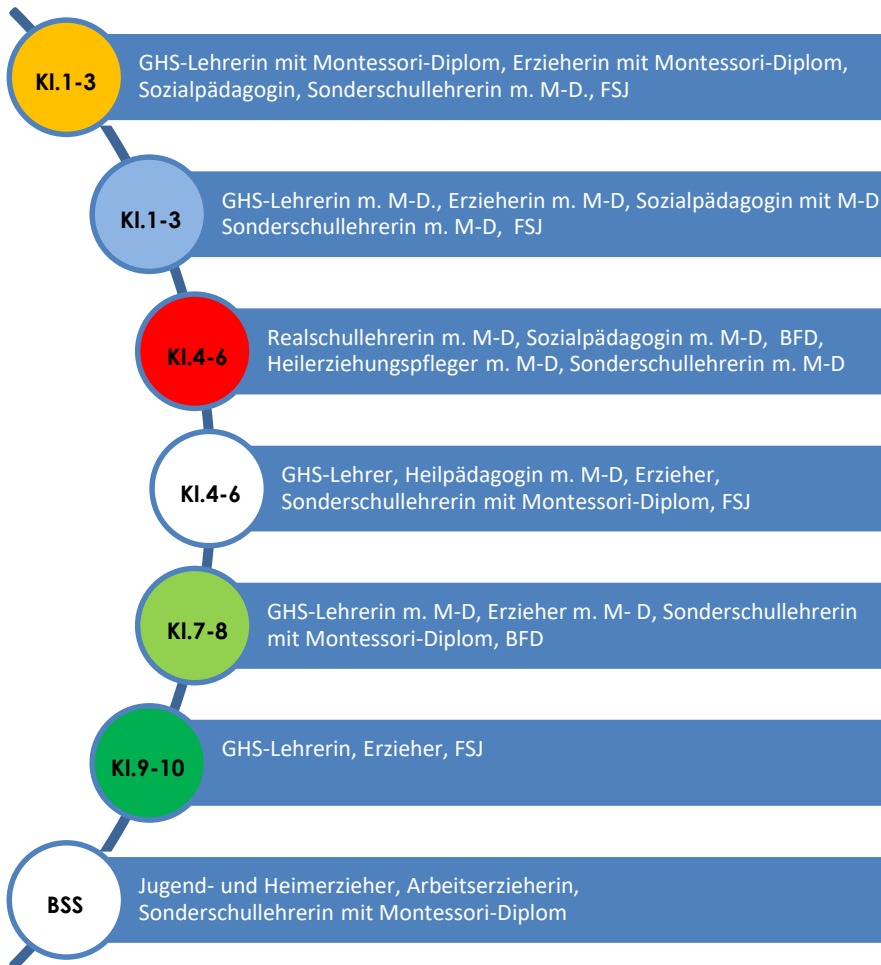 Kl.1-3
GHS-Lehrerin mit Montessori-Diplom, Erzieherin mit Montessori-Diplom,
Sozialpädagogin, Sonderschullehrerin m. M-D., FSJ
Kl.1-3
GHS-Lehrerin m. M-D., Erzieherin m. M-D, Sozialpädagogin mit M-D
Sonderschullehrerin m. M-D, FSJ
Kl.4-6
Realschullehrerin m. M-D, Sozialpädagogin m. M-D, BFD,
Heilerziehungspfleger m. M-D, Sonderschullehrerin m. M-D
Kl.4-6
GHS-Lehrer, Heilpädagogin m. M-D, Erzieher,
Sonderschullehrerin mit Montessori-Diplom, FSJ
Kl.7-8
GHS-Lehrerin m. M-D, Erzieher m. M- D, Sonderschullehrerin
mit Montessori-Diplom, BFD
Kl.9-10
GHS-Lehrerin, Erzieher, FSJ
BSS
Jugend- und Heimerzieher, Arbeitserzieherin,
Sonderschullehrerin mit Montessori-Diplom